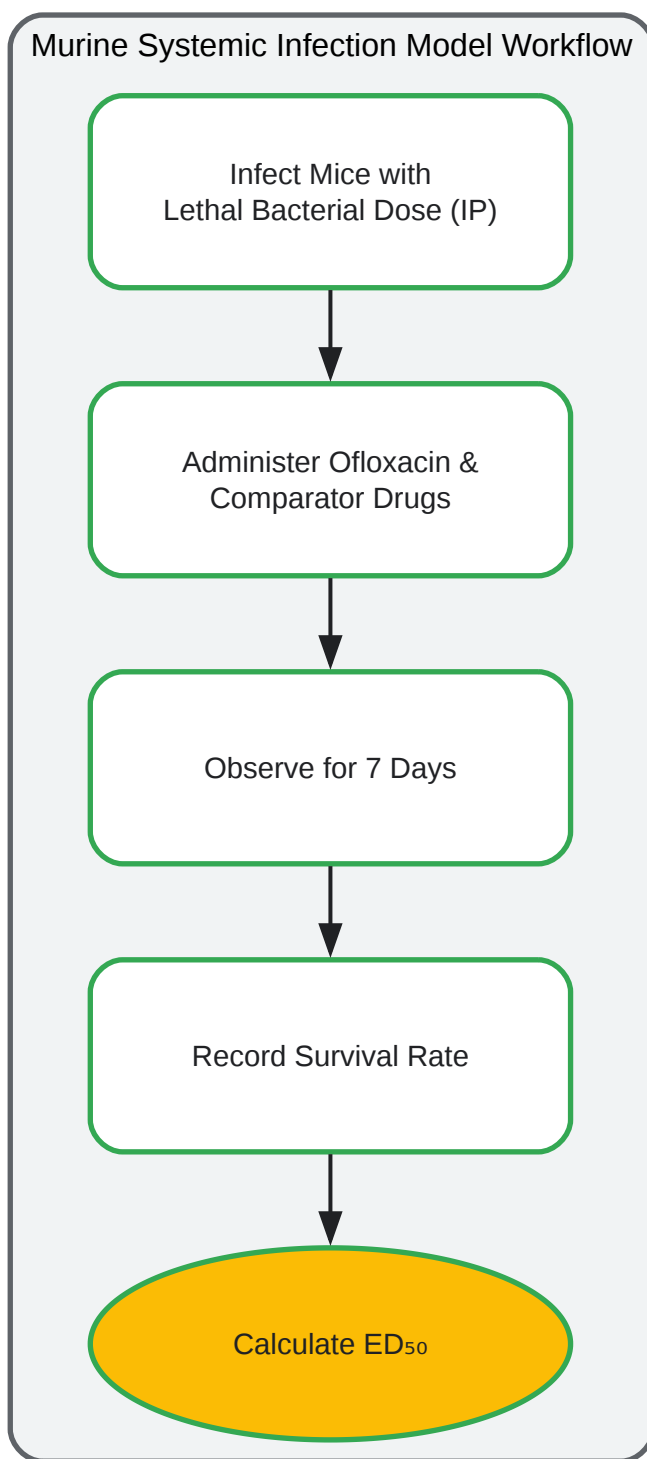 Murine Systemic Infection Model Workflow
Infect Mice with
Lethal Bacterial Dose (IP)
Administer Ofloxacin &
Comparator Drugs
Observe for 7 Days
Record Survival Rate
Calculate ED₅₀